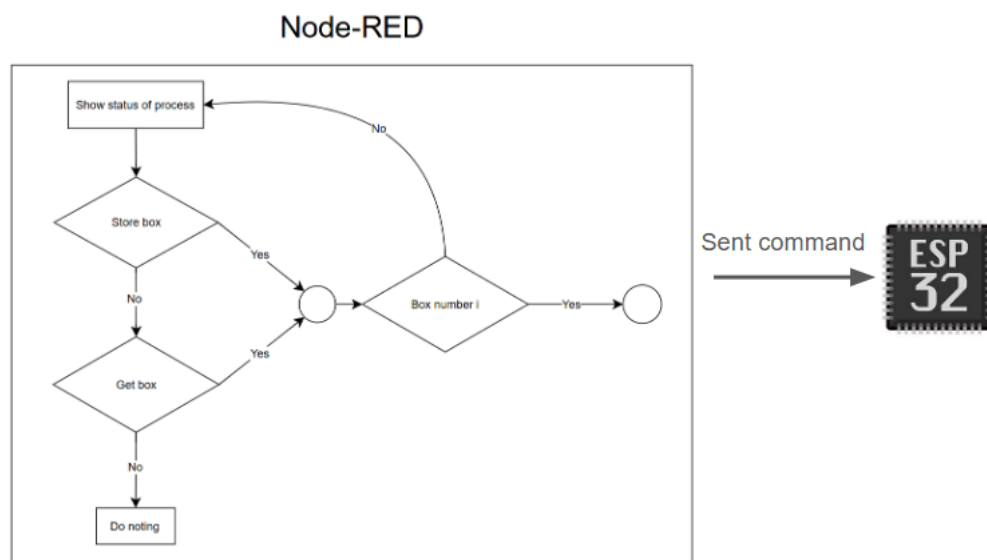 Node-RED
Show status of process
No
Store box
Yes
Sent command
ESP
32
No
Box number i
Yes
Yes
Get box
No
Do noting